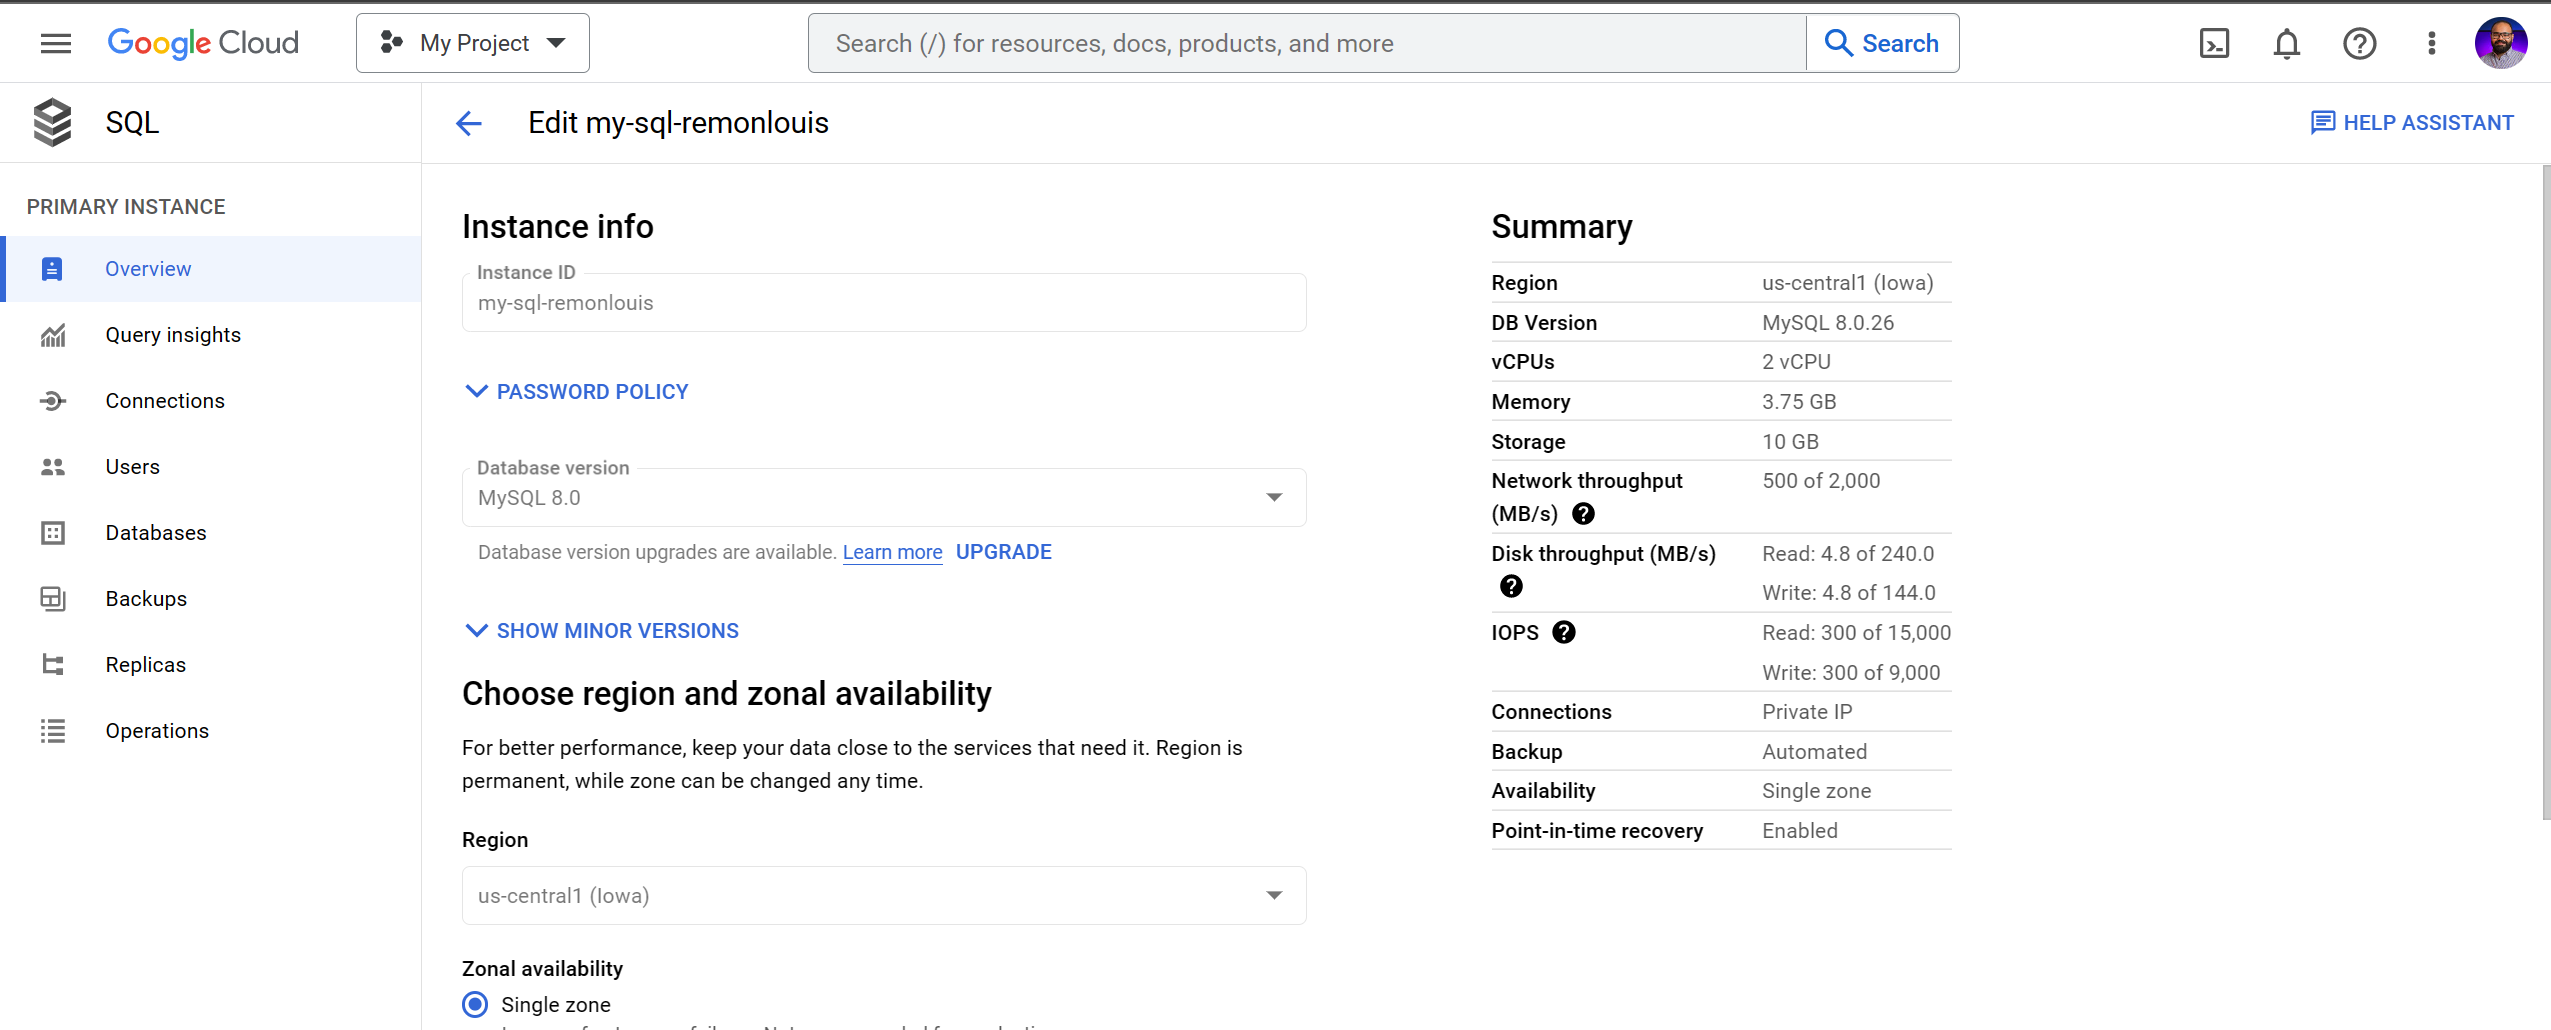 Google Cloud
My Project
Search (/) for resources, docs, products, and more
Search
SQL
Edit my-sql-remonlouis
HELP ASSISTANT
PRIMARY INSTANCE
Overview
Query insights
Connections
Users
Databases
Backups
Replicas
Operations
Instance info
Instance ID
my-sql-remonlouis
PASSWORD POLICY
Database version
MySQL 8.0
Database version upgrades are available. Learn more UPGRADE
SHOW MINOR VERSIONS
Choose region and zonal availability
For better performance, keep your data close to the services that need it. Region is
permanent, while zone can be changed any time.
Region
us-central1 (Iowa)
Zonal availability
Single zone
Summary
Region us-central1 (Iowa)
DB Version MySQL 8.0.26
vCPUs 2 vCPU
Memory 3.75 GB
Storage 10 GB
Network throughput 500 of 2,000
(MB/s)
Disk throughput (MB/s) Read: 4.8 of 240.0
Write: 4.8 of 144.0
IOPS Read: 300 of 15,000
Write: 300 of 9,000
Connections Private IP
Backup Automated
Availability Single zone
Point-in-time recovery Enabled